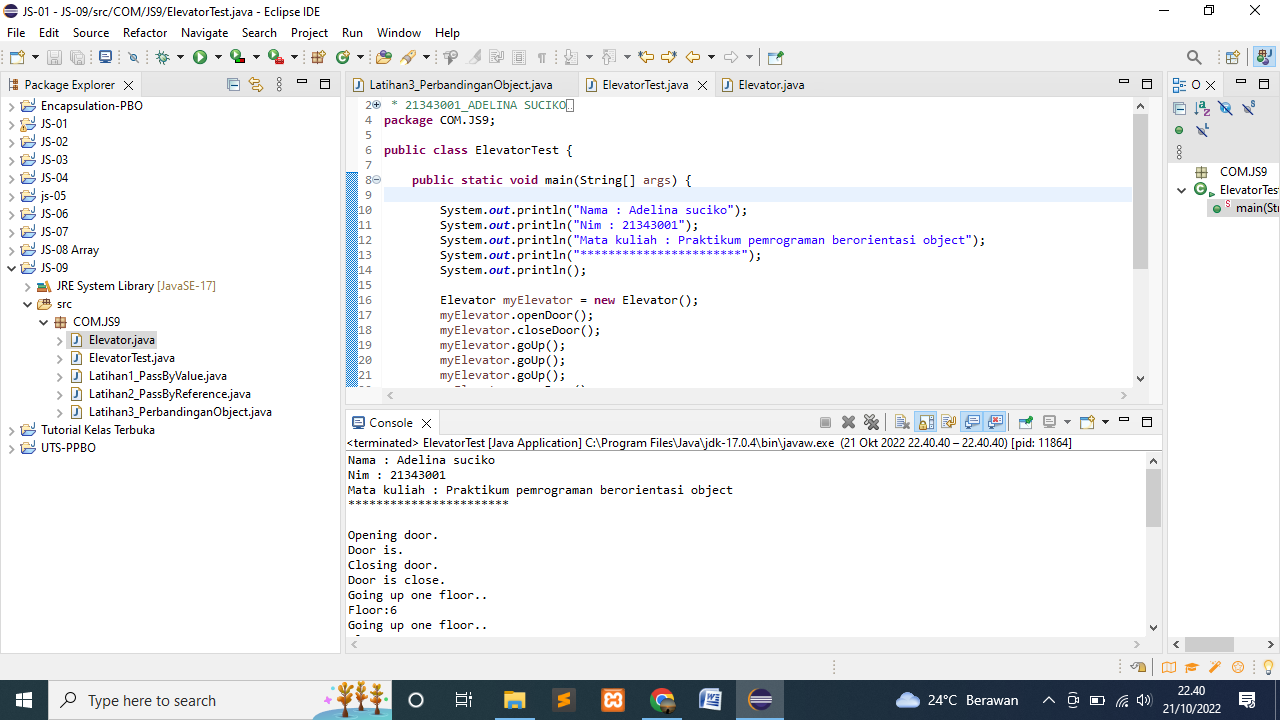 JS-01 - JS-09/src/COM/JS9/ElevatorTest.java - Eclipse IDE
File Edit Source Refactor Navigate Search Project Run Window Help
Package Explorer
Encapsulation-PBO
JS-01
JS-02
JS-03
JS-04
js-05
JS-06
JS-07
JS-08 Array
JS-09
JRE System Library [JavaSE-17]
src
COM.JS9
Elevator.java
ElevatorTest.java
Latihan1_PassByValue.java
Latihan2_PassByReference.java
Latihan3_PerbandinganObject.java
Tutorial Kelas Terbuka
UTS-PPBO
Latihan3_PerbandinganObject.java ElevatorTest.java Elevator.java
2 * 21343001_ADELINA SUCIKO
4 package COM.JS9;
5
6 public class ElevatorTest {
7
8 public static void main(String[] args) {
9
10 System.out.println("Nama : Adelina suciko");
11 System.out.println("Nim : 21343001");
12 System.out.println("Mata kuliah : Praktikum pemrograman berorientasi object");
13 System.out.println("***********************");
14 System.out.println();
15
16 Elevator myElevator = new Elevator();
17 myElevator.openDoor();
18 myElevator.closeDoor();
19 myElevator.goUp();
20 myElevator.goUp();
21 myElevator.goUp();
Console
<terminated> ElevatorTest [Java Application] C:\Program Files\Java\jdk-17.0.4\bin\javaw.exe (21 Okt 2022 22.40.40 – 22.40.40) [pid: 11864]
Nama : Adelina suciko
Nim : 21343001
Mata kuliah : Praktikum pemrograman berorientasi object
***********************
Opening door.
Door is.
Closing door.
Door is close.
Going up one floor..
Floor:6
Going up one floor..
O
COM.JS9
ElevatorTest
main(Str
Type here to search
24°C Berawan
22.40
21/10/2022